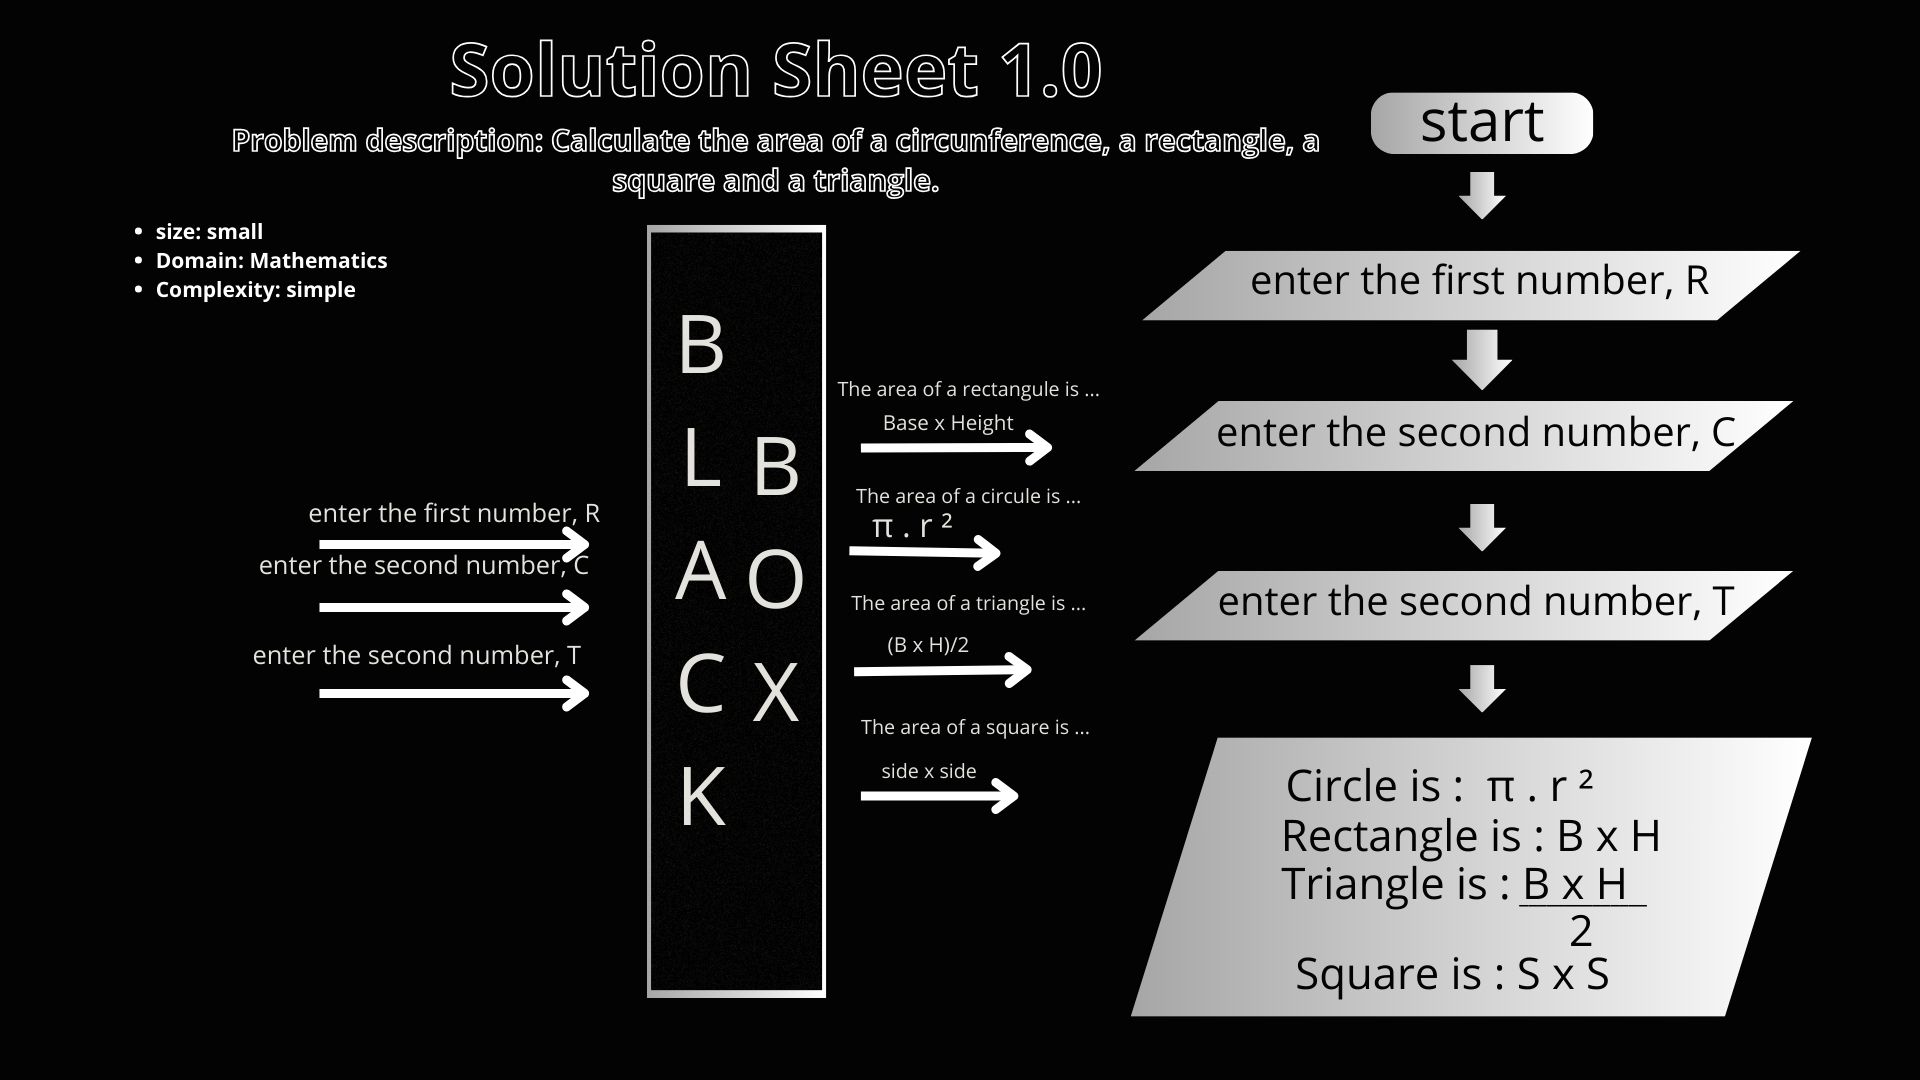 Solution Sheet 1.0
Problem description: Calculate the area of a circunference, a rectangle, a
square and a triangle.
• size: small
• Domain: Mathematics
• Complexity: simple
enter the first number, R
enter the second number, C
enter the second number, T
B
L
A
C
K
B
O
X
The area of a rectangule is ...
Base x Height
The area of a circule is ...
π . r ²
The area of a triangle is ...
(B x H)/2
The area of a square is ...
side x side
start
enter the first number, R
enter the second number, C
enter the second number, T
Circle is : π . r ²
Rectangle is : B x H
Triangle is : B x H
2
Square is : S x S